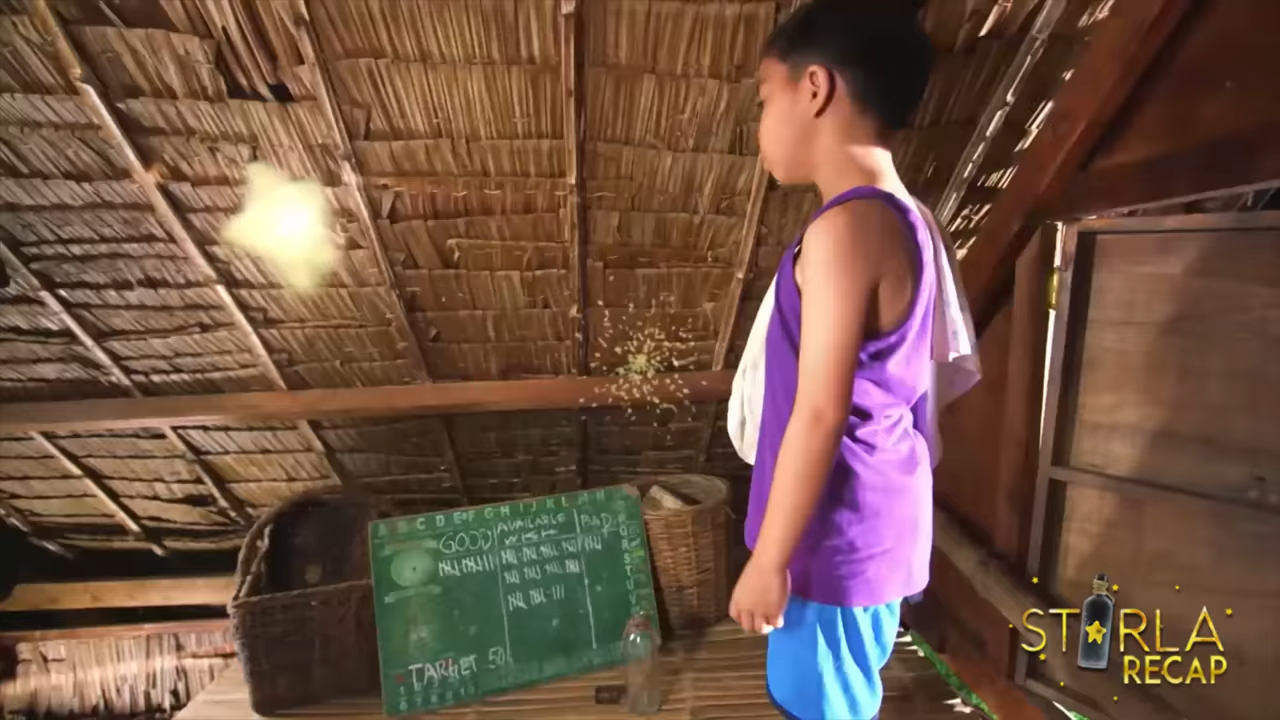 C D E F G H I J K L M N
GOOD AVAILABLE WISH BAD
Q R S T U V
TARGET 50
STARLA
RECAP